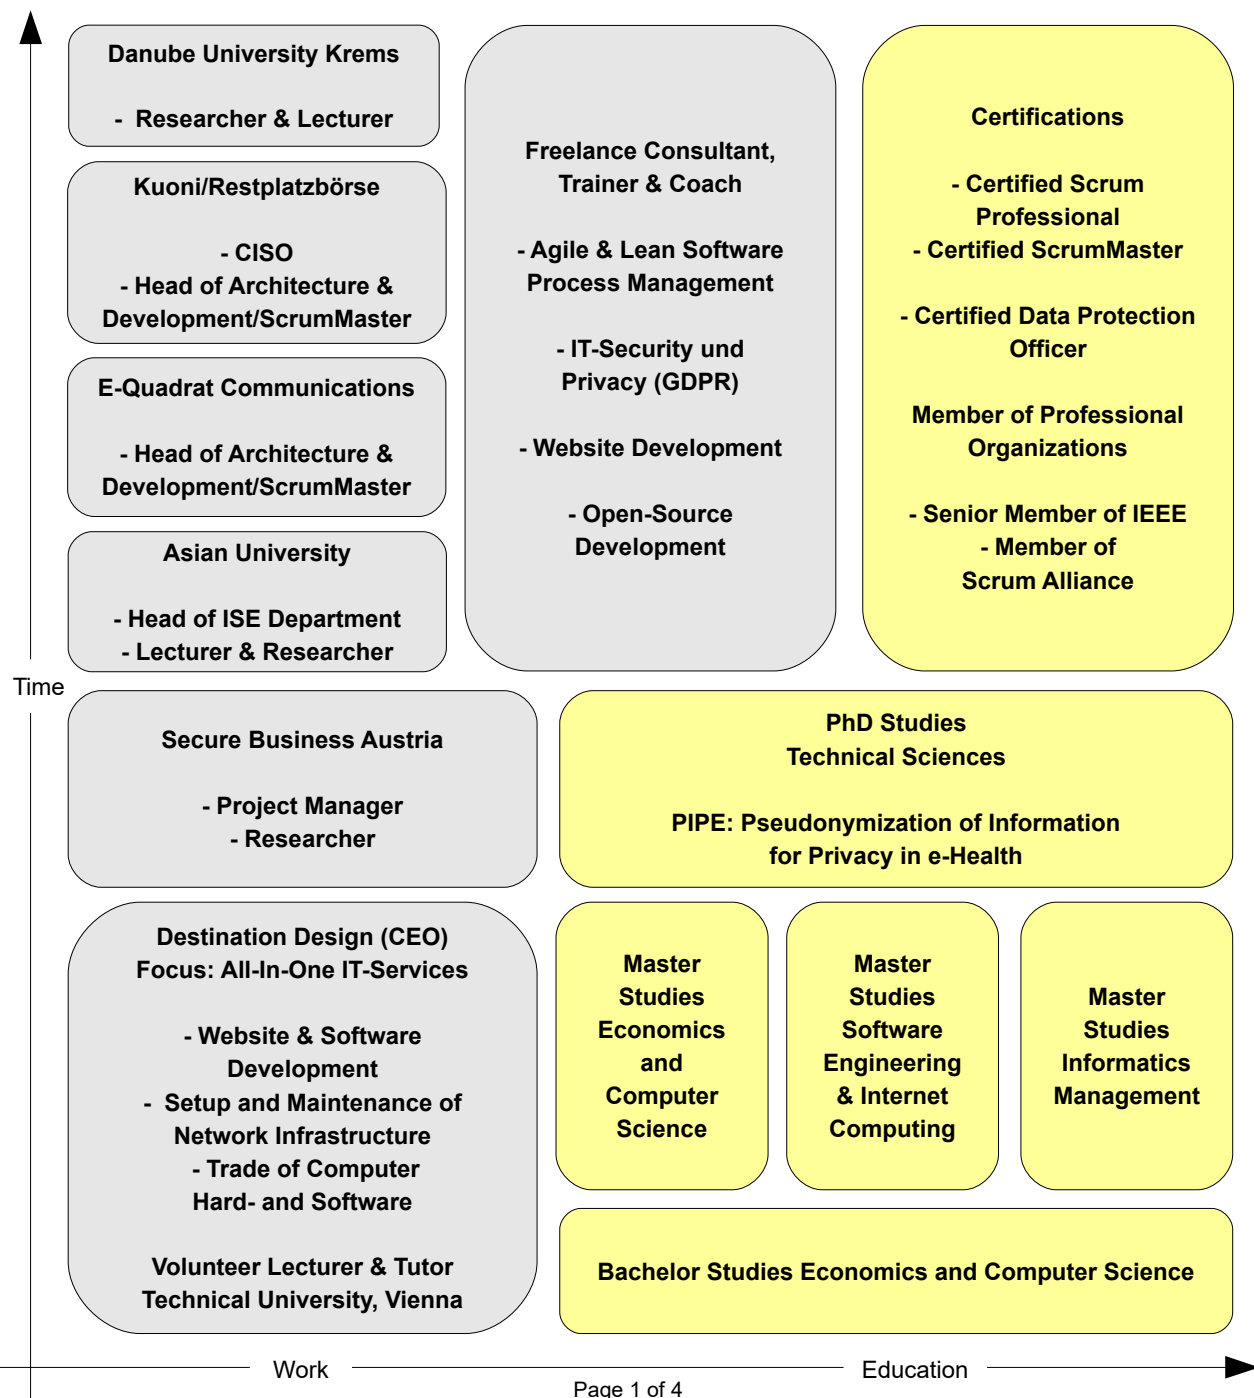 Danube University Krems
-  Researcher & Lecturer
Kuoni/Restplatzbörse
- CISO
- Head of Architecture &
Development/ScrumMaster
E-Quadrat Communications
- Head of Architecture &
Development/ScrumMaster
Asian University
- Head of ISE Department
- Lecturer & Researcher
Freelance Consultant,
Trainer & Coach
- Agile & Lean Software
Process Management
- IT-Security und
Privacy (GDPR)
- Website Development
- Open-Source
Development
Certifications
- Certified Scrum
Professional
- Certified ScrumMaster
- Certified Data Protection
Officer
Member of Professional
Organizations
- Senior Member of IEEE
- Member of
Scrum Alliance
Time
Secure Business Austria
- Project Manager
- Researcher
PhD Studies
Technical Sciences
PIPE: Pseudonymization of Information
for Privacy in e-Health
Destination Design (CEO)
Focus: All-In-One IT-Services
- Website & Software
Development
-  Setup and Maintenance of
Network Infrastructure
- Trade of Computer
Hard- and Software
Volunteer Lecturer & Tutor
Technical University, Vienna
Master
Studies
Economics
and
Computer
Science
Master
Studies
Software
Engineering
& Internet
Computing
Master
Studies
Informatics
Management
Bachelor Studies Economics and Computer Science
Work
Education
Page 1 of 4